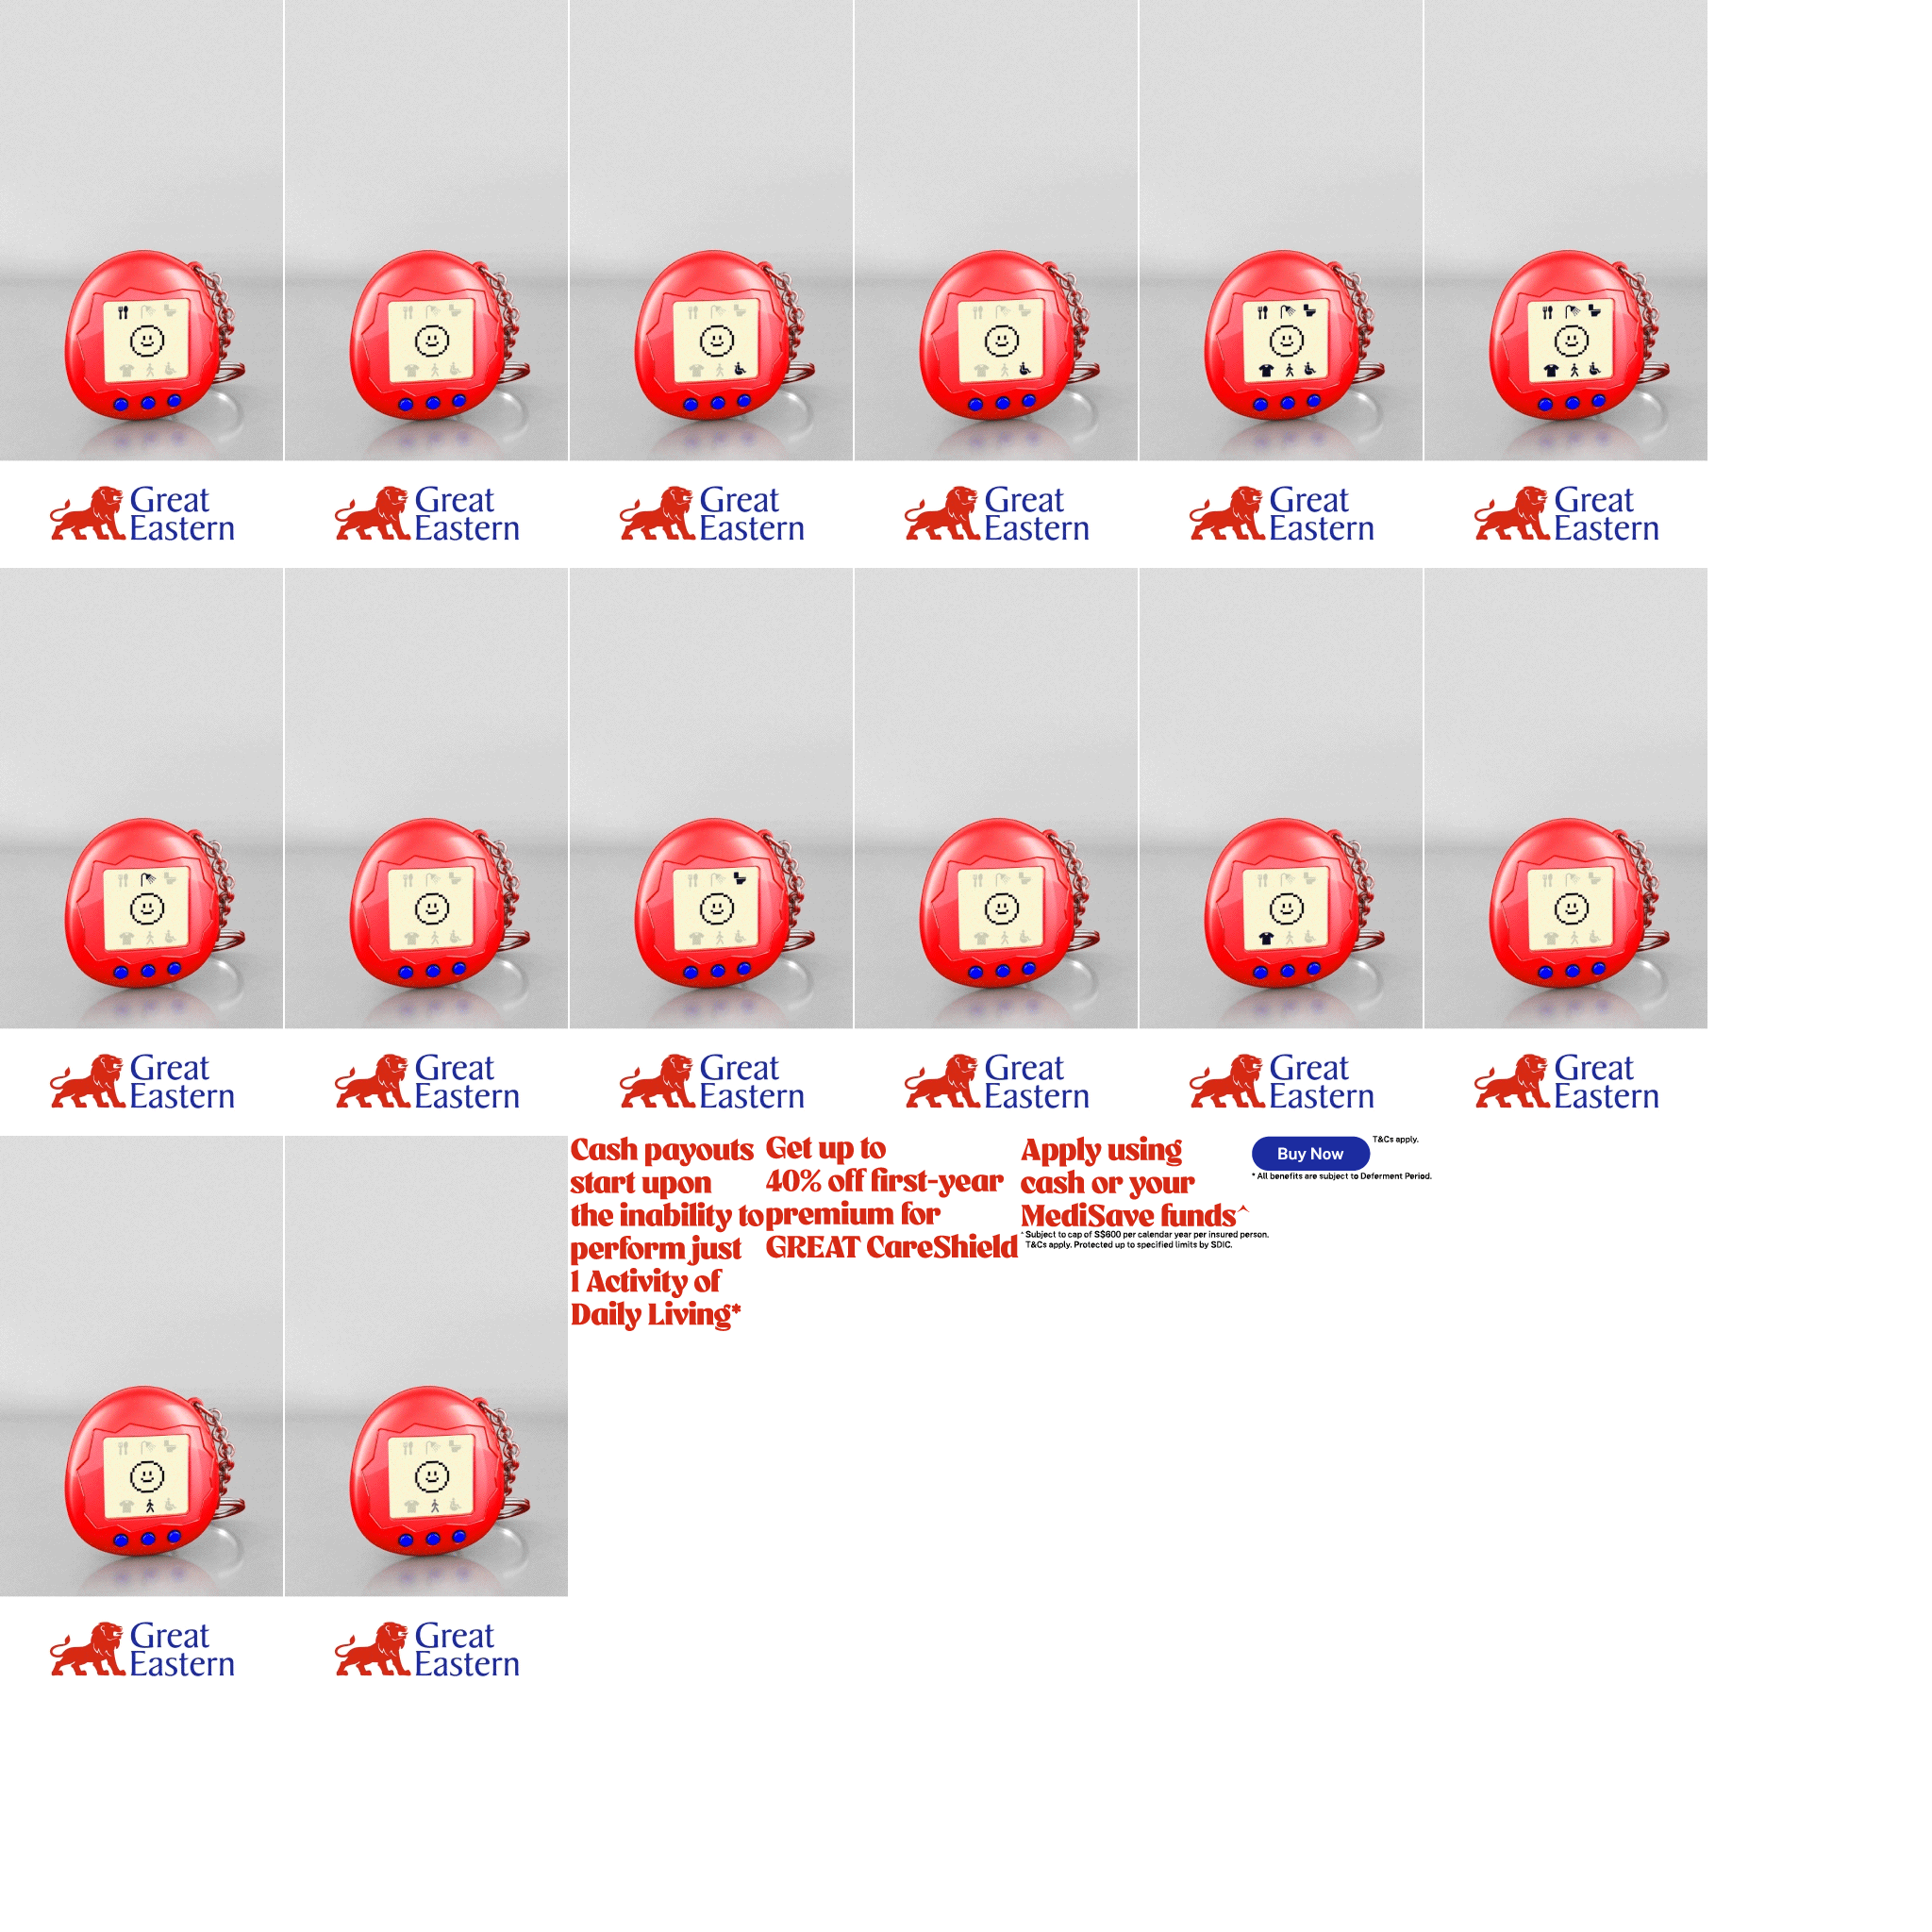 Great
Eastern
Great
Eastern
Great
Eastern
Great
Eastern
Great
Eastern
Great
Eastern
Great
Eastern
Great
Eastern
Great
Eastern
Great
Eastern
Great
Eastern
Great
Eastern
Cash payouts
start upon
the inability to
perform just
1 Activity of
Daily Living*
Get up to
40% off first-year
premium for
GREAT CareShield
Apply using
cash or your
MediSave funds^
^ Subject to cap of S$600 per calendar year per insured person.
T&Cs apply. Protected up to specified limits by SDIC.
Buy Now
T&Cs apply.
* All benefits are subject to Deferment Period.
Great
Eastern
Great
Eastern